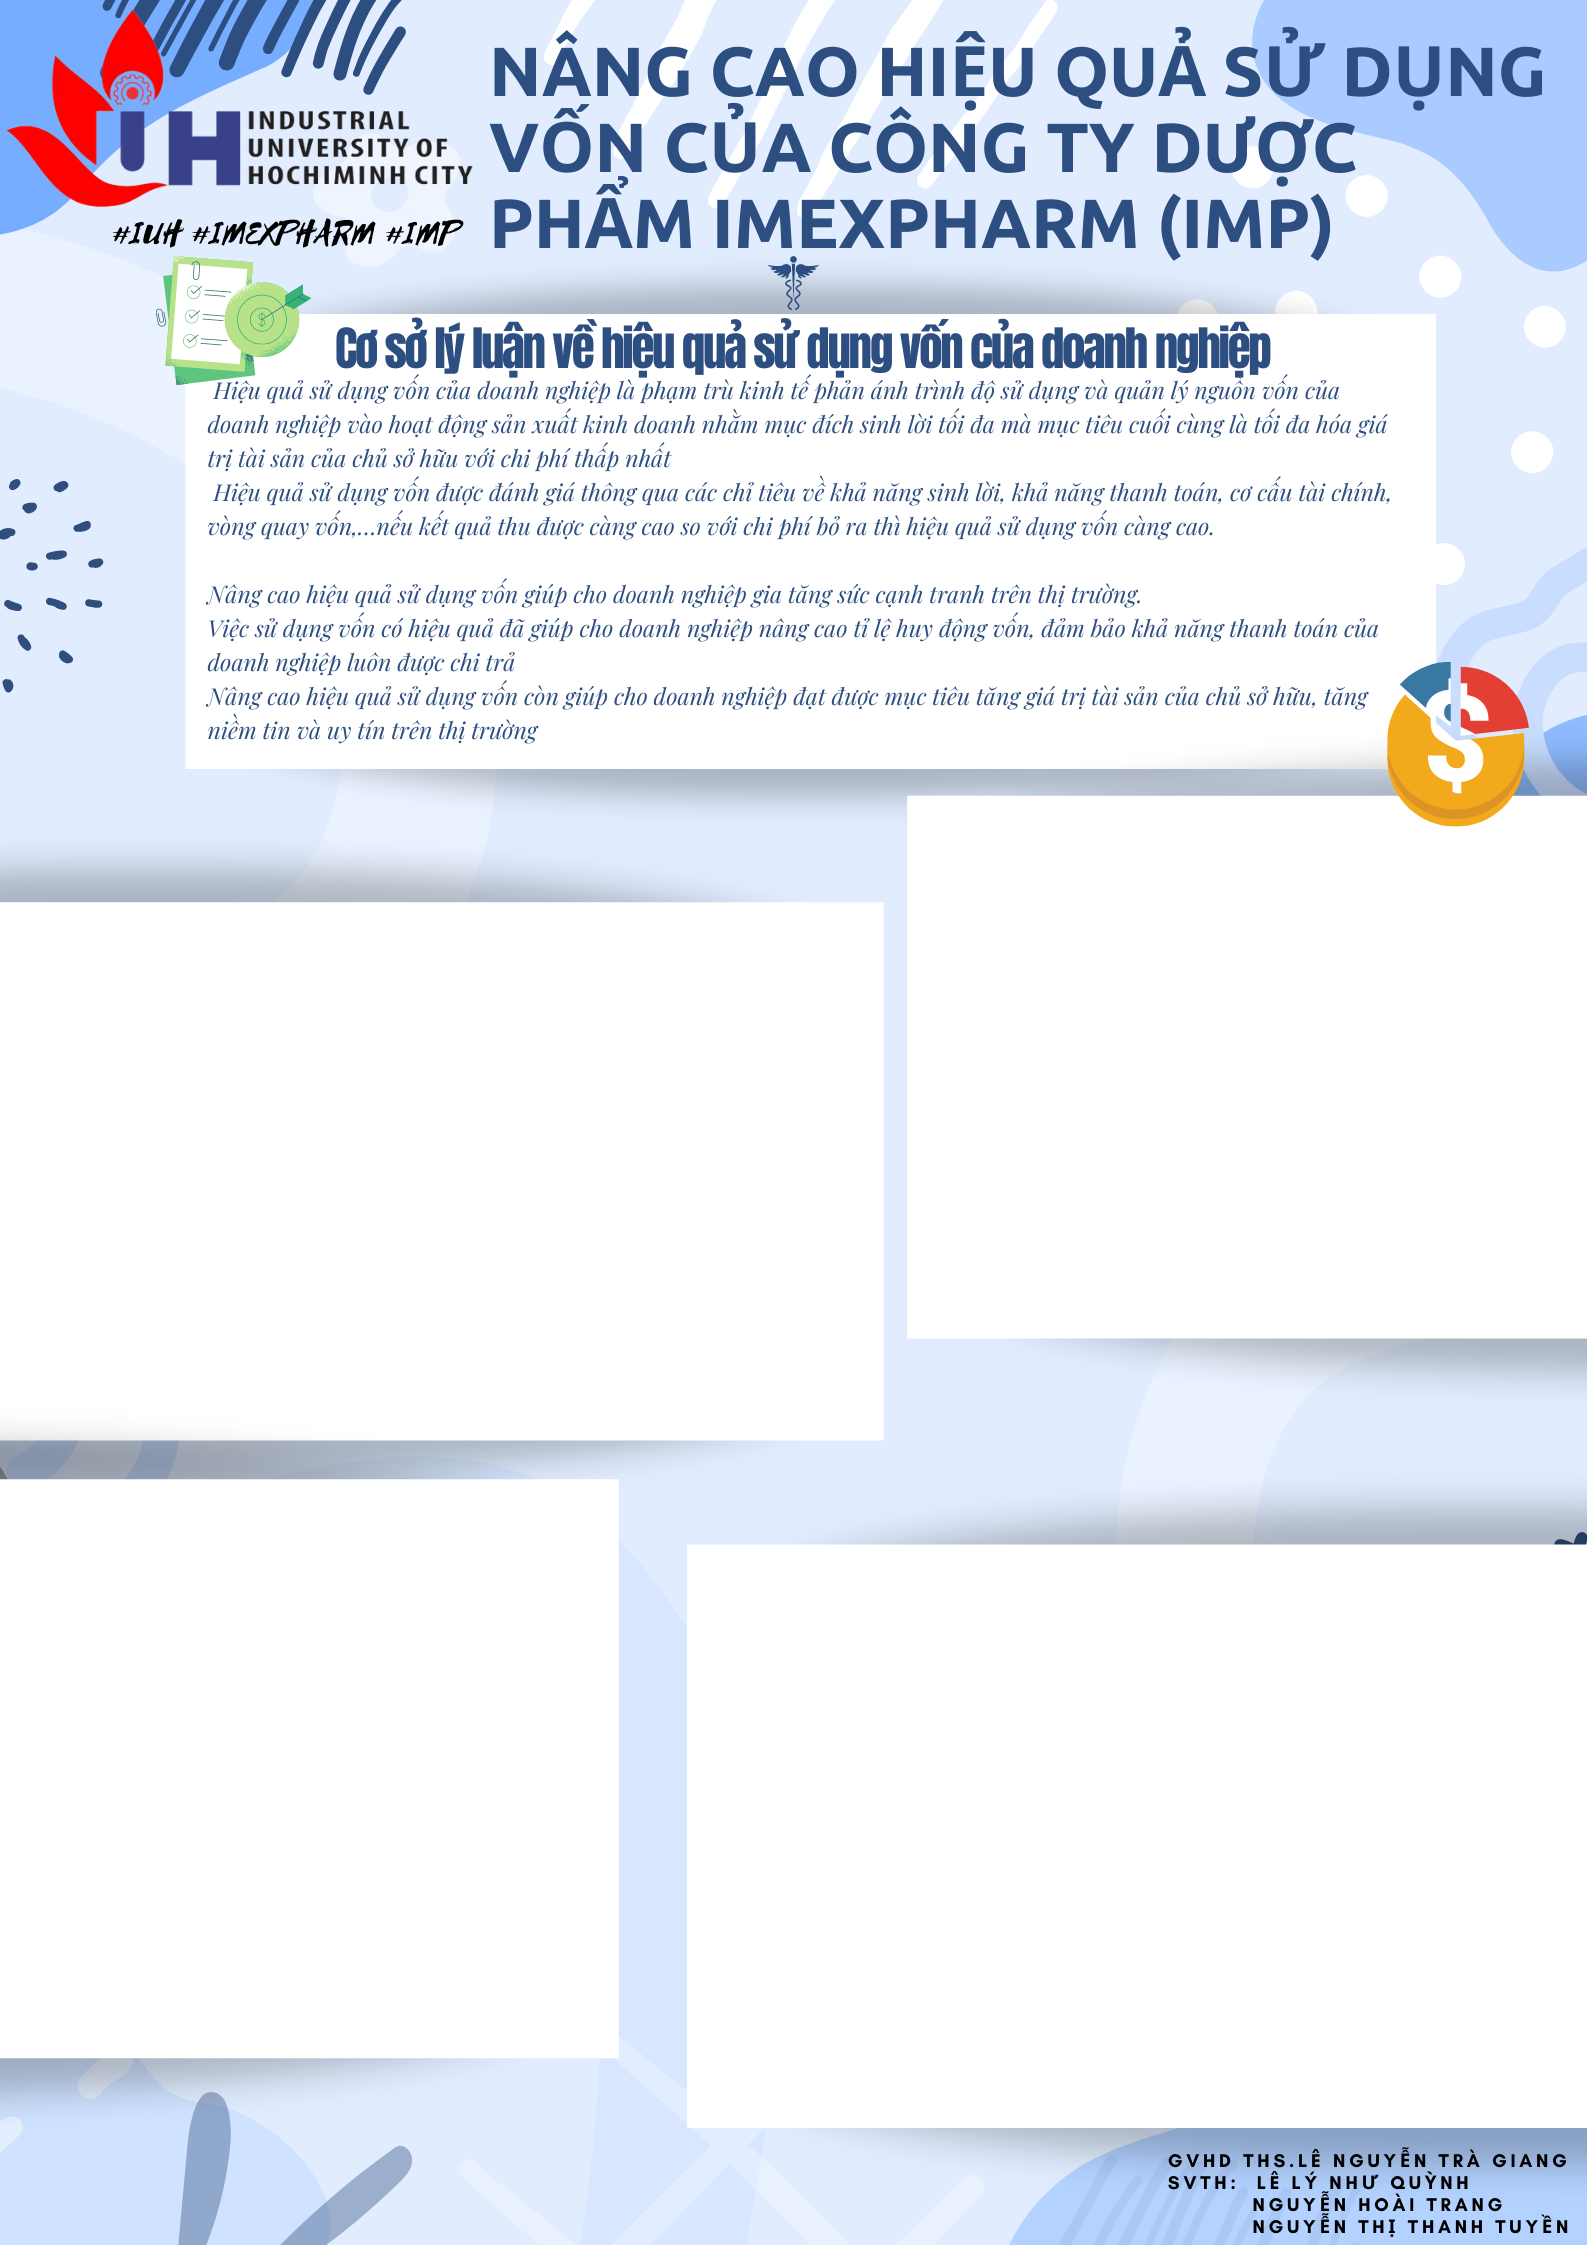 INDUSTRIAL
UNIVERSITY OF
HOCHIMINH CITY
IUH
#IUH #IMEXPHARM #IMP
NÂNG CAO HIỆU QUẢ SỬ DỤNG
VỐN CỦA CÔNG TY DƯỢC
PHẨM IMEXPHARM (IMP)
Cơ sở lý luận về hiệu quả sử dụng vốn của doanh nghiệp
Hiệu quả sử dụng vốn của doanh nghiệp là phạm trù kinh tế phản ánh trình độ sử dụng và quản lý nguồn vốn của
doanh nghiệp vào hoạt động sản xuất kinh doanh nhằm mục đích sinh lời tối đa mà mục tiêu cuối cùng là tối đa hóa giá
trị tài sản của chủ sở hữu với chi phí thấp nhất
Hiệu quả sử dụng vốn được đánh giá thông qua các chỉ tiêu về khả năng sinh lời, khả năng thanh toán, cơ cấu tài chính,
vòng quay vốn,...nếu kết quả thu được càng cao so với chi phí bỏ ra thì hiệu quả sử dụng vốn càng cao.
Nâng cao hiệu quả sử dụng vốn giúp cho doanh nghiệp gia tăng sức cạnh tranh trên thị trường.
Việc sử dụng vốn có hiệu quả đã giúp cho doanh nghiệp nâng cao tỉ lệ huy động vốn, đảm bảo khả năng thanh toán của
doanh nghiệp luôn được chi trả
Nâng cao hiệu quả sử dụng vốn còn giúp cho doanh nghiệp đạt được mục tiêu tăng giá trị tài sản của chủ sở hữu, tăng
niềm tin và uy tín trên thị trường
GVHD THS.LÊ NGUYỄN TRÀ GIANG
SVTH: LÊ LÝ NHƯ QUỲNH
NGUYỄN HOÀI TRANG
NGUYỄN THỊ THANH TUYỀN